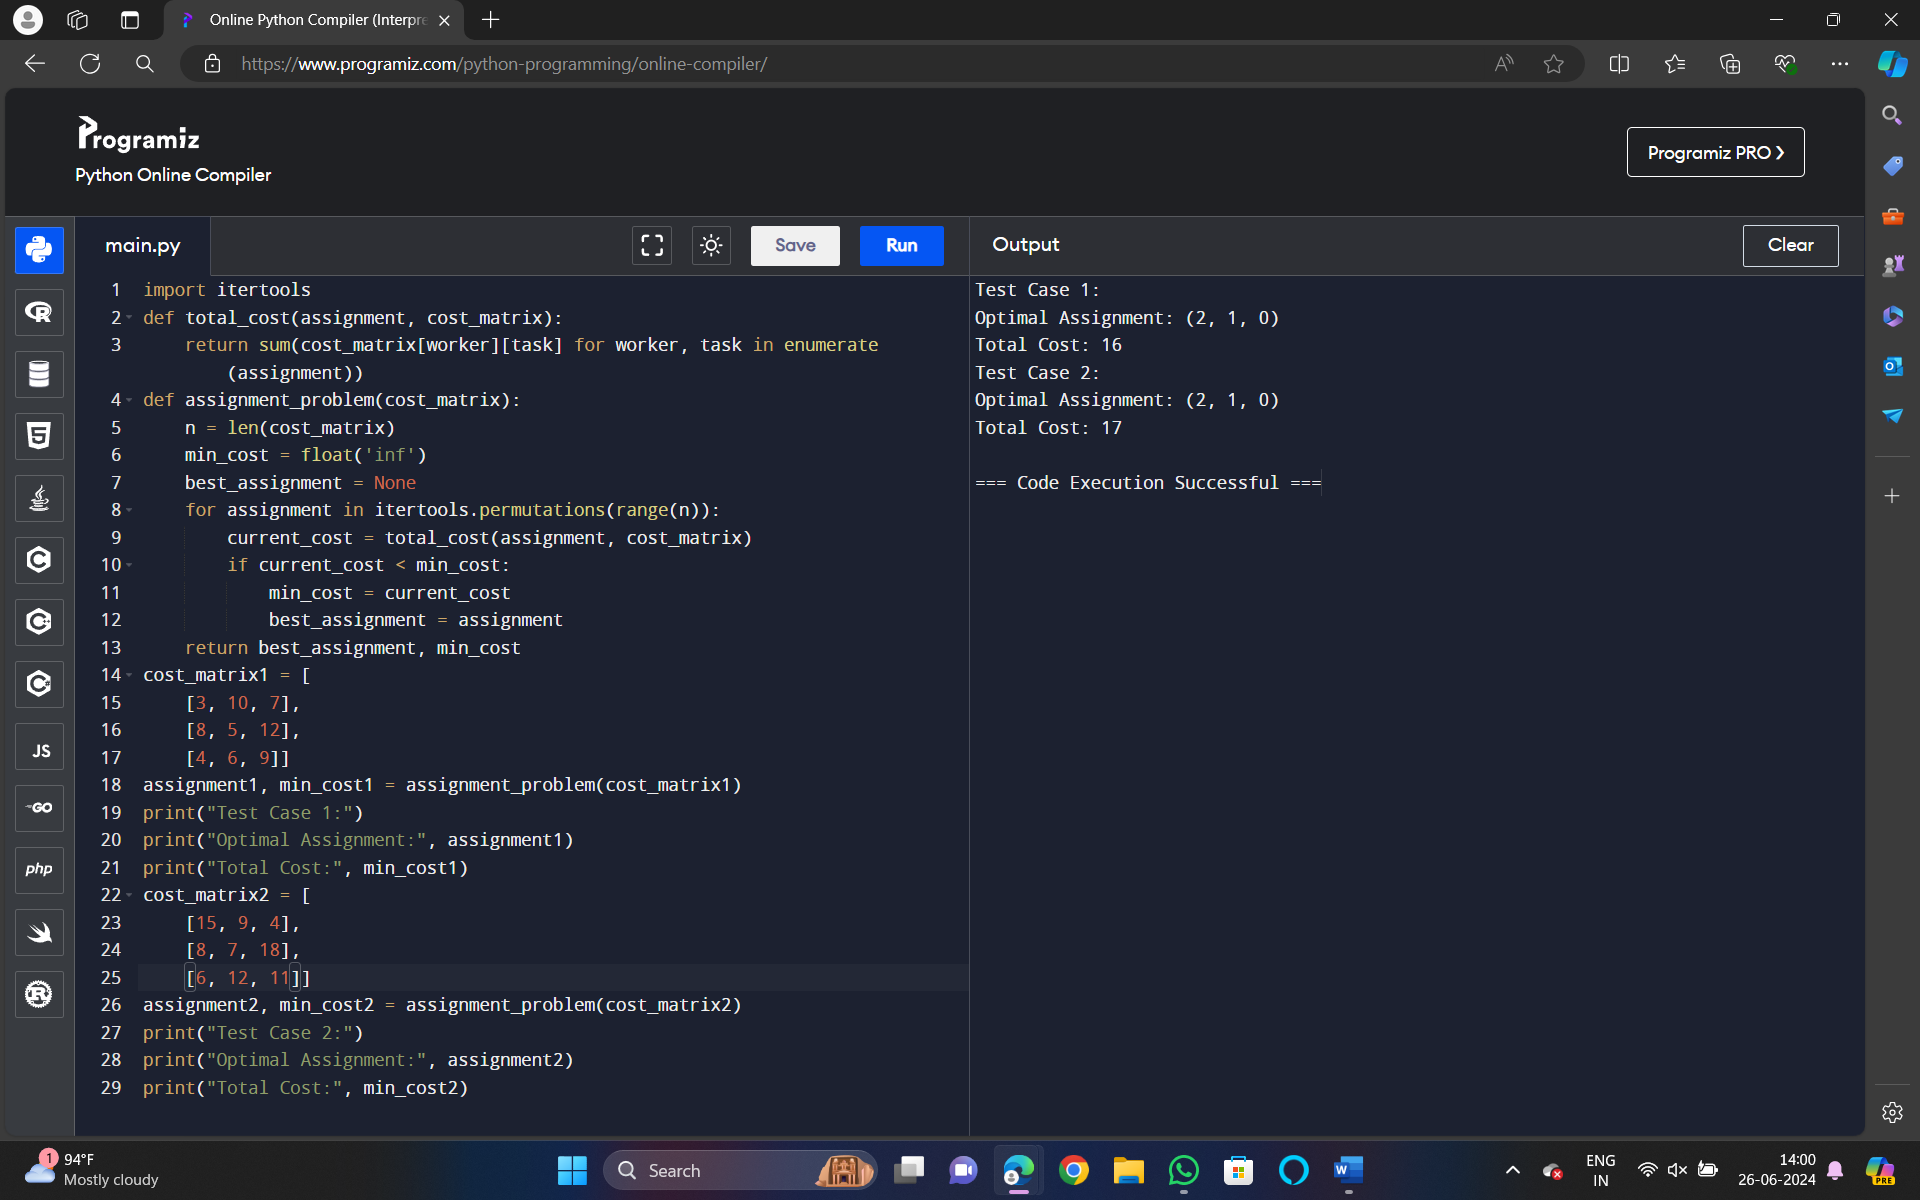 Online Python Compiler (Interpre
https://www.programiz.com/python-programming/online-compiler/
Programiz
Python Online Compiler
Programiz PRO ❯
main.py
Save
Run
Output
Clear
1 import itertools
2 def total_cost(assignment, cost_matrix):
3     return sum(cost_matrix[worker][task] for worker, task in enumerate
        (assignment))
4 def assignment_problem(cost_matrix):
5     n = len(cost_matrix)
6     min_cost = float('inf')
7     best_assignment = None
8     for assignment in itertools.permutations(range(n)):
9         current_cost = total_cost(assignment, cost_matrix)
10         if current_cost < min_cost:
11             min_cost = current_cost
12             best_assignment = assignment
13     return best_assignment, min_cost
14 cost_matrix1 = [
15     [3, 10, 7],
16     [8, 5, 12],
17     [4, 6, 9]]
18 assignment1, min_cost1 = assignment_problem(cost_matrix1)
19 print("Test Case 1:")
20 print("Optimal Assignment:", assignment1)
21 print("Total Cost:", min_cost1)
22 cost_matrix2 = [
23     [15, 9, 4],
24     [8, 7, 18],
25     [6, 12, 11]]
26 assignment2, min_cost2 = assignment_problem(cost_matrix2)
27 print("Test Case 2:")
28 print("Optimal Assignment:", assignment2)
29 print("Total Cost:", min_cost2)
Test Case 1:
Optimal Assignment: (2, 1, 0)
Total Cost: 16
Test Case 2:
Optimal Assignment: (2, 1, 0)
Total Cost: 17
=== Code Execution Successful ===
R
5
C
C
C
JS
GO
php
R
1
94°F
Mostly cloudy
Search
W
ENG
IN
14:00
26-06-2024
PRE